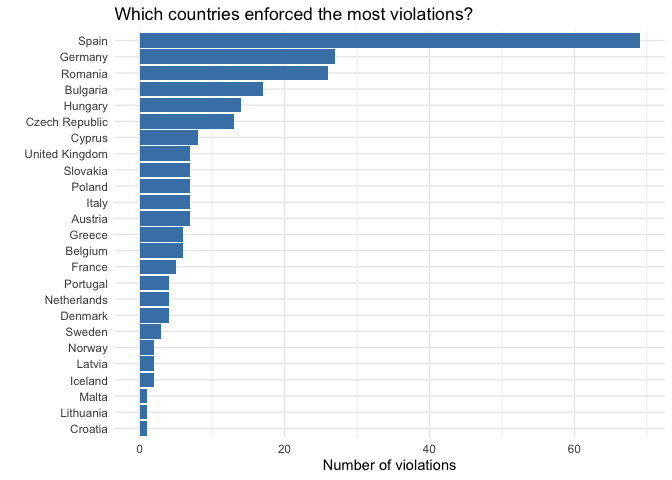 Which countries enforced the most violations?
Spain
Germany
Romania
Bulgaria
Hungary
Czech Republic
Cyprus
United Kingdom
Slovakia
Poland
Italy
Austria
Greece
Belgium
France
Portugal
Netherlands
Denmark
Sweden
Norway
Latvia
Iceland
Malta
Lithuania
Croatia
0 20 40 60
Number of violations